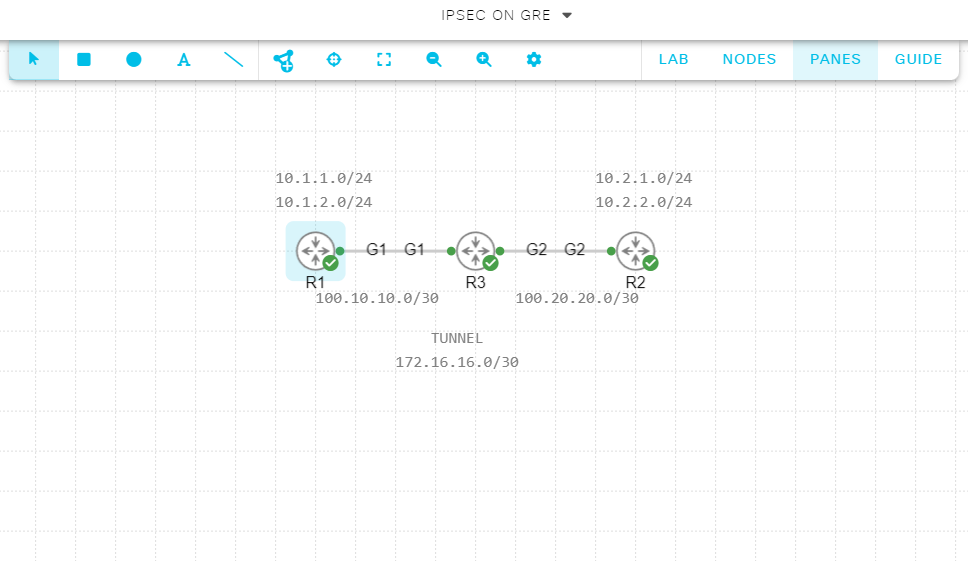 IPSEC ON GRE
A
LAB NODES PANES GUIDE
10.1.1.0/24 10.2.1.0/24
10.1.2.0/24 10.2.2.0/24
G1 G1 G2 G2
R1 R3 R2
100.10.10.0/30 100.20.20.0/30
TUNNEL
172.16.16.0/30